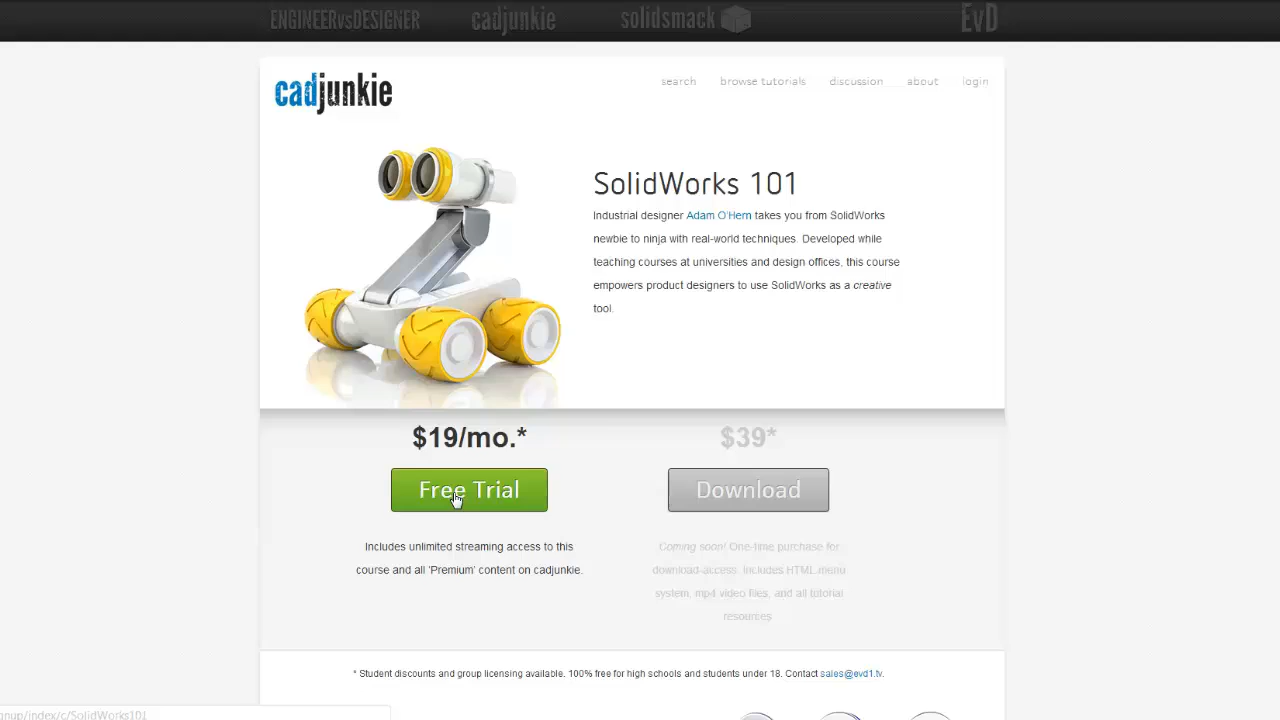 ENGINEERvsDESIGNER cadjunkie solidsmack EvD
cadjunkie
search browse tutorials discussion about login
SolidWorks 101
Industrial designer Adam O'Hern takes you from SolidWorks
newbie to ninja with real-world techniques. Developed while
teaching courses at universities and design offices, this course
empowers product designers to use SolidWorks as a creative
tool.
$19/mo.*
Free Trial
Includes unlimited streaming access to this
course and all 'Premium' content on cadjunkie.
$39*
Download
Coming soon! One-time purchase for
download-access. Includes HTML menu
system, mp4 video files, and all tutorial
resources
* Student discounts and group licensing available. 100% free for high schools and students under 18. Contact sales@evd1.tv.
nup/index/c/SolidWorks101